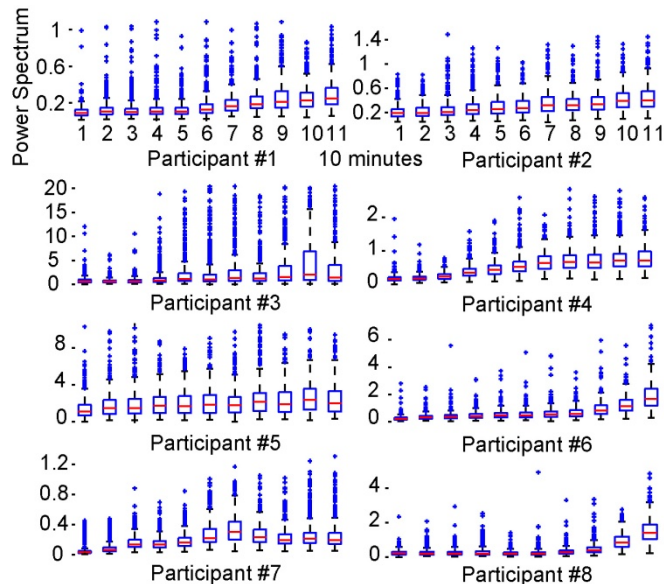 Power Spectrum
1
0.2
1 2 3 4 5 6 7 8 9 10 11
Participant #1
10 minutes
1.4
1
0.6
0.2
1 2 3 4 5 6 7 8 9 10 11
Participant #2
20
15
10
5
0
Participant #3
2
1
0
Participant #4
8
4
0
Participant #5
6
4
2
0
Participant #6
1.2
0.8
0.4
0
Participant #7
4
2
0
Participant #8